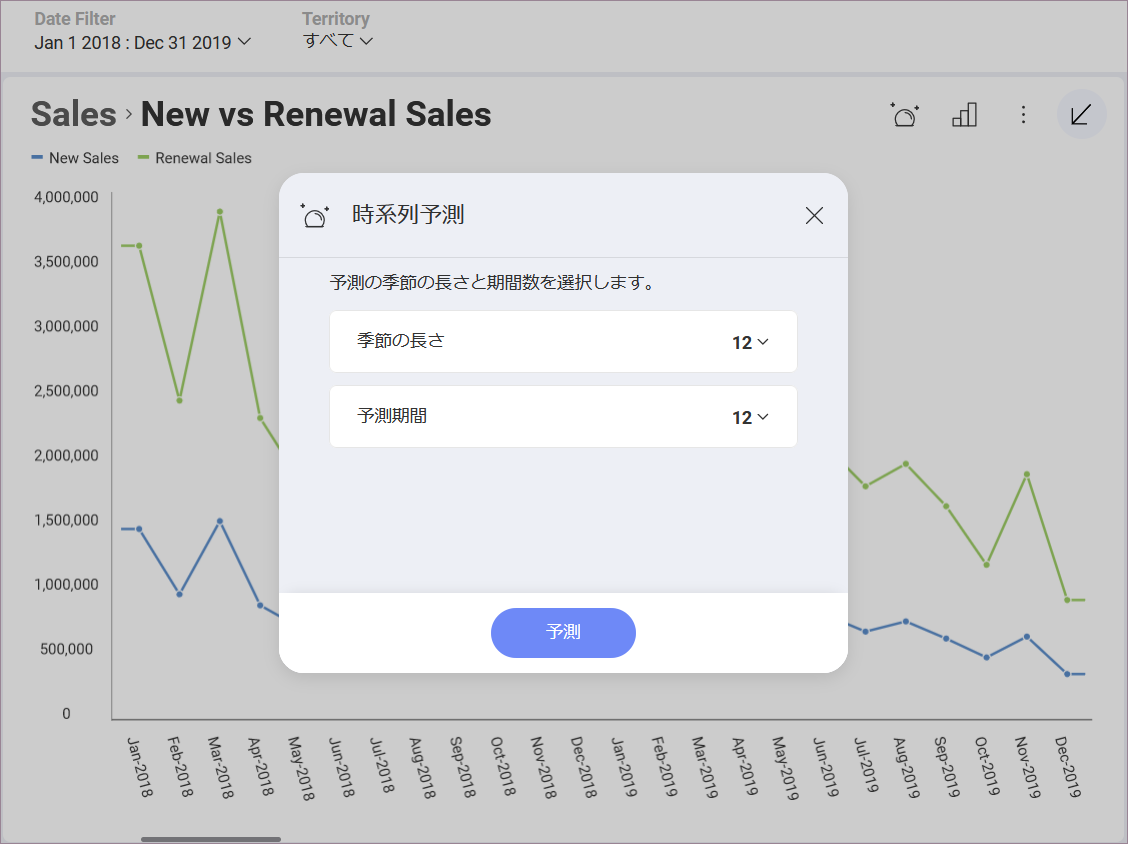 Date Filter
Territory
Jan 1 2018 : Dec 31 2019
すべて
Sales › New vs Renewal Sales
New Sales
Renewal Sales
時系列予測
予測の季節の長さと期間数を選択します。
季節の長さ
12
予測期間
12
予測
4,000,000
3,500,000
3,000,000
2,500,000
2,000,000
1,500,000
1,000,000
500,000
0
Jan-2018
Feb-2018
Mar-2018
Apr-2018
May-2018
Jun-2018
Jul-2018
Aug-2018
Sep-2018
Oct-2018
Nov-2018
Dec-2018
Jan-2019
Feb-2019
Mar-2019
Apr-2019
May-2019
Jun-2019
Jul-2019
Aug-2019
Sep-2019
Oct-2019
Nov-2019
Dec-2019